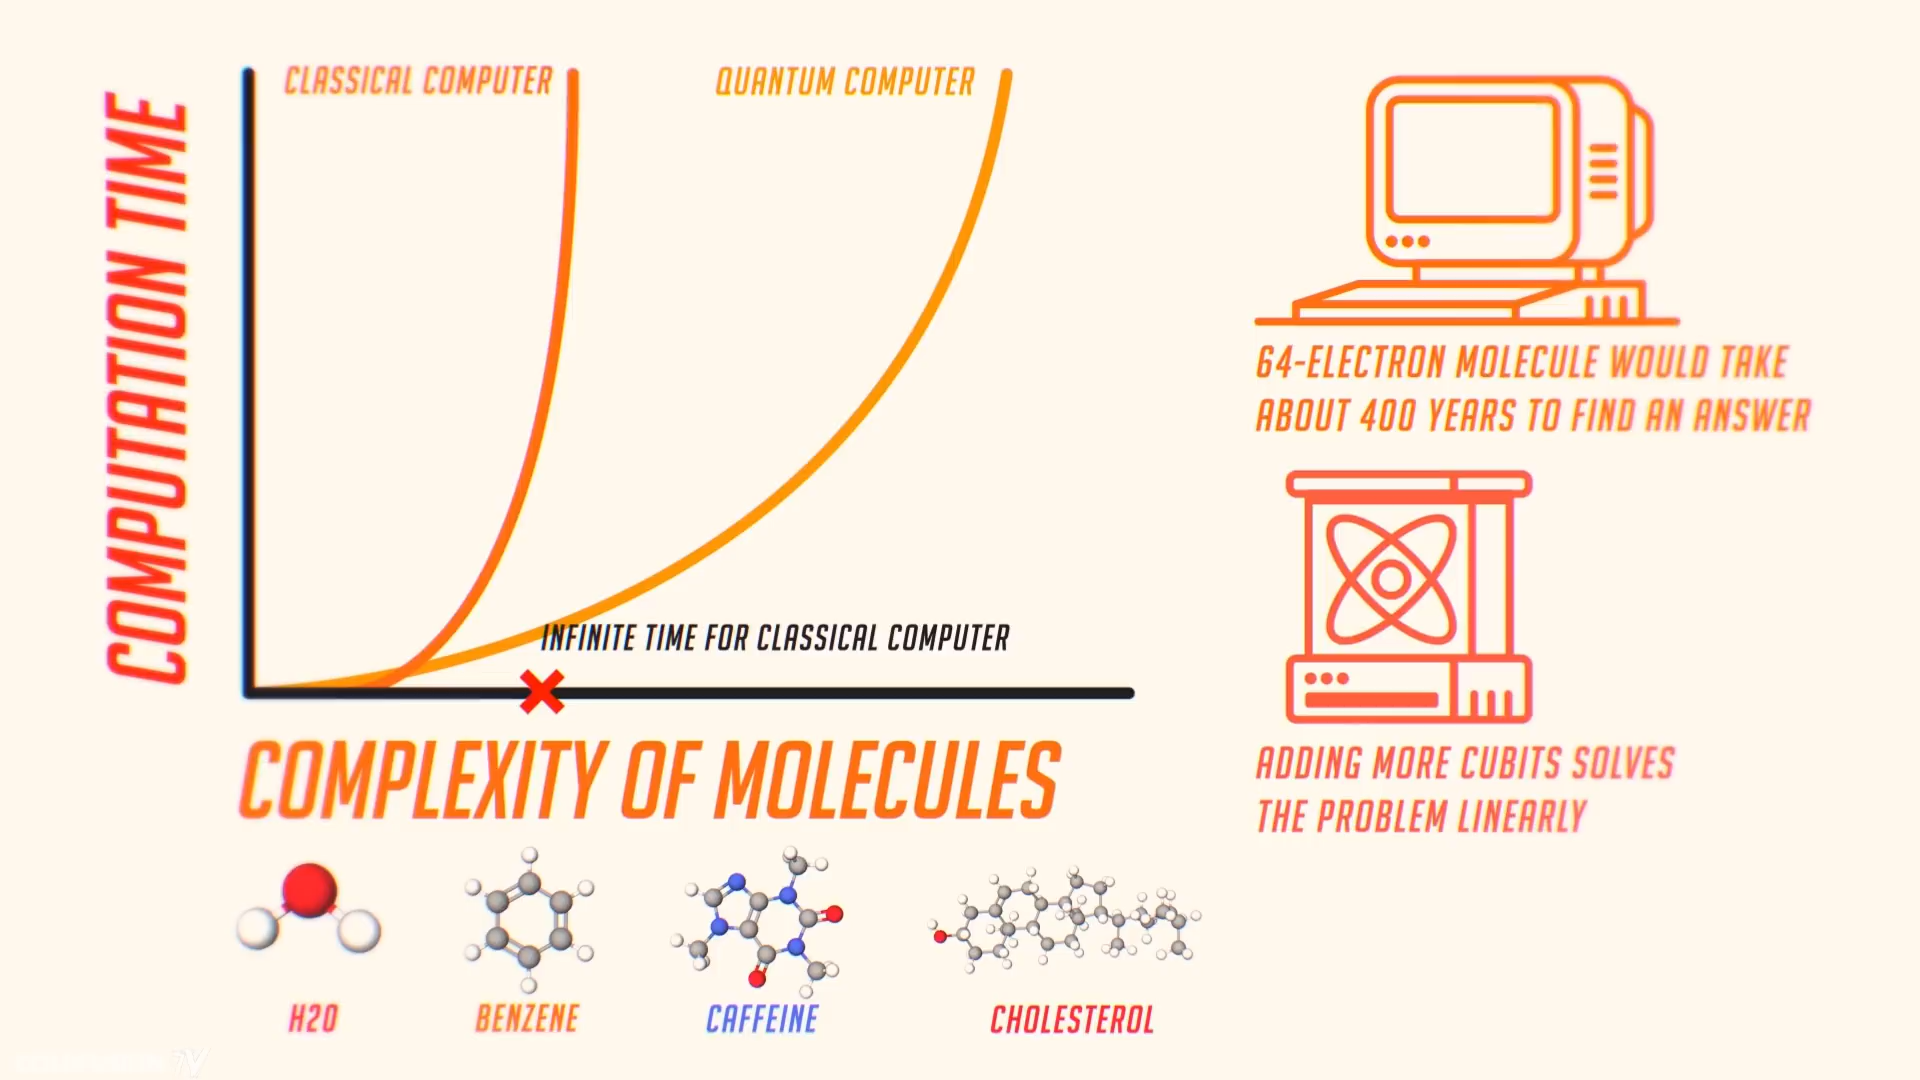 CLASSICAL COMPUTER
QUANTUM COMPUTER
COMPUTATION TIME
INFINITE TIME FOR CLASSICAL COMPUTER
COMPLEXITY OF MOLECULES
H2O
BENZENE
CAFFEINE
CHOLESTEROL
64-ELECTRON MOLECULE WOULD TAKE
ABOUT 400 YEARS TO FIND AN ANSWER
ADDING MORE CUBITS SOLVES
THE PROBLEM LINEARLY